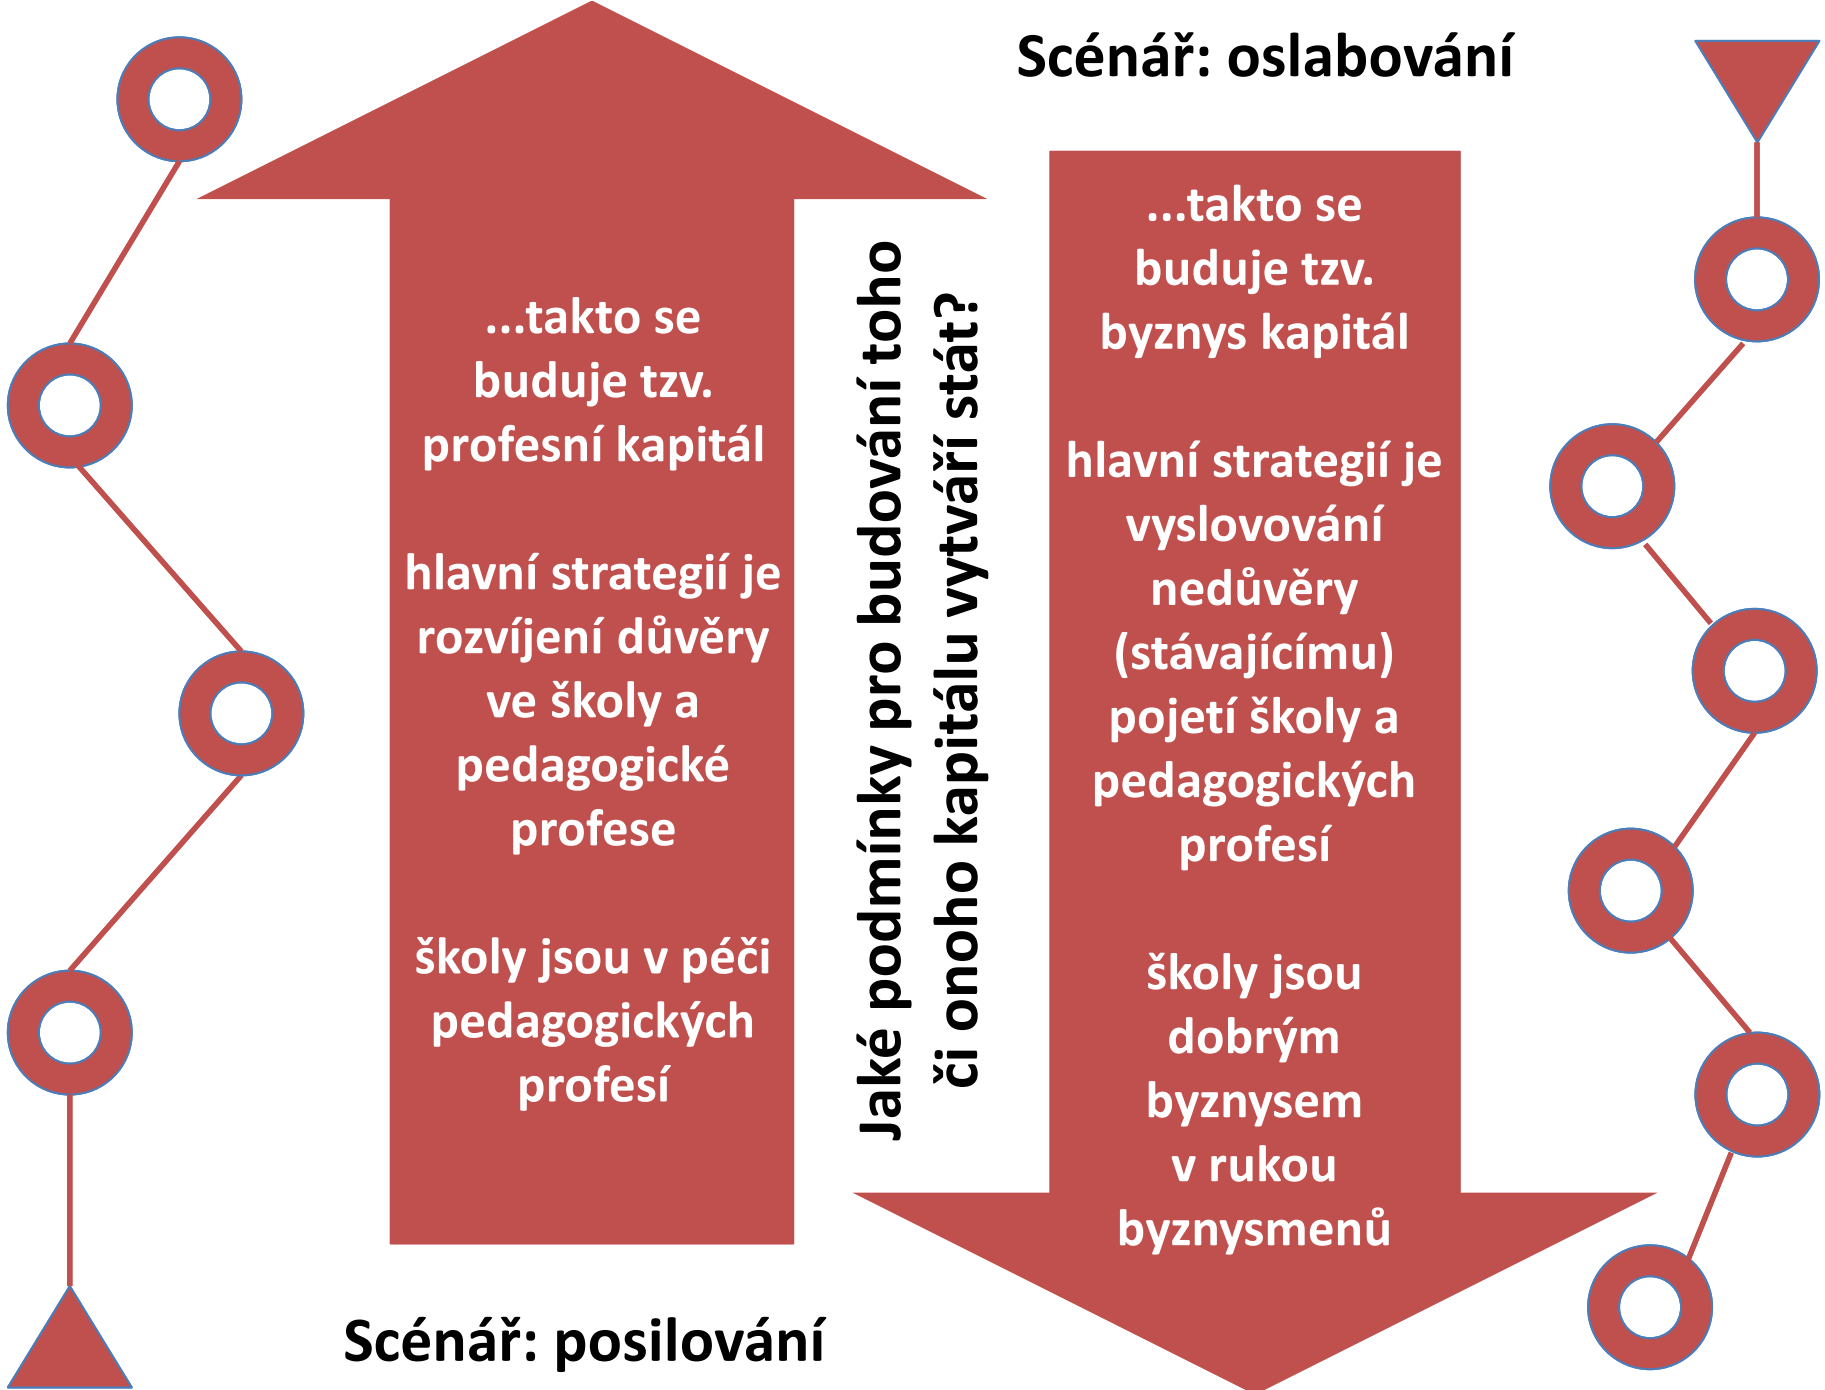 Scénář: oslabování
...takto se
buduje tzv.
profesní kapitál
hlavní strategií je
rozvíjení důvěry
ve školy a
pedagogické
profese
školy jsou v péči
pedagogických
profesí
Scénář: posilování
Jaké podmínky pro budování toho
či onoho kapitálu vytváří stát?
...takto se
buduje tzv.
byznys kapitál
hlavní strategií je
vyslovování
nedůvěry
(stávajícímu)
pojetí školy a
pedagogických
profesí
školy jsou
dobrým
byznysem
v rukou
byznysmenů